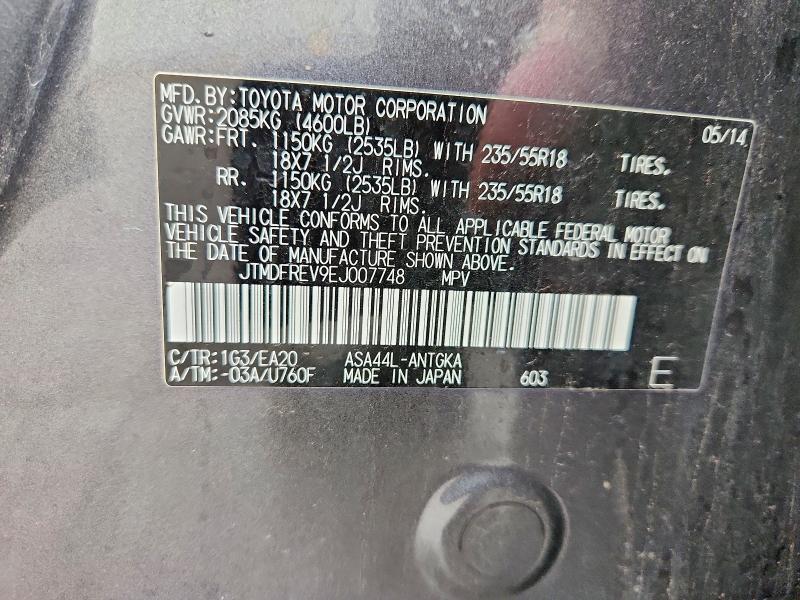 MFD. BY: TOYOTA MOTOR CORPORATION 05/14
GVWR: 2085KG (4600LB)
GAWR: FRT. 1150KG (2535LB) WITH 235/55R18 TIRES.
18X7 1/2J RIMS.
RR. 1150KG (2535LB) WITH 235/55R18 TIRES.
18X7 1/2J RIMS.
THIS VEHICLE CONFORMS TO ALL APPLICABLE FEDERAL MOTOR
VEHICLE SAFETY AND THEFT PREVENTION STANDARDS IN EFFECT ON
THE DATE OF MANUFACTURE SHOWN ABOVE.
JTMDFREV9EJ007748 MPV
C/TR: 1G3/EA20 ASA44L-ANTGKA
A/TM: -03A/U760F MADE IN JAPAN 603 E